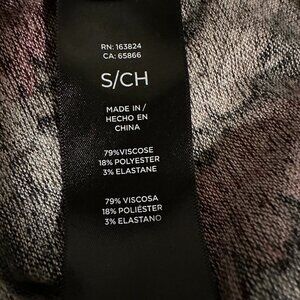 RN: 163824
CA: 65866
S/CH
MADE IN /
HECHO EN
CHINA
79% VISCOSE
18% POLYESTER
3% ELASTANE
79% VISCOSA
18% POLIÉSTER
3% ELASTANO